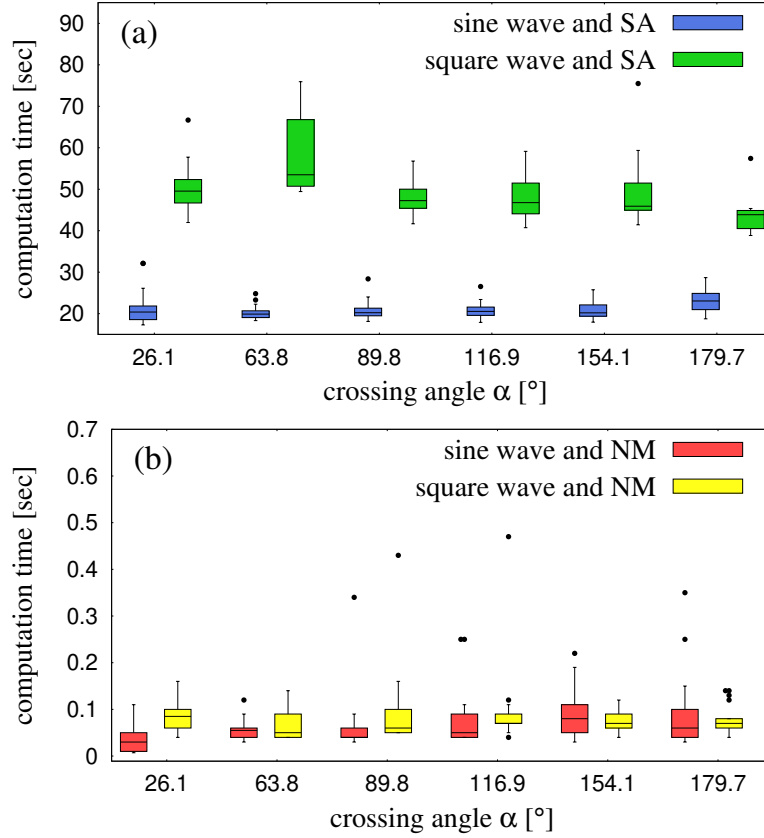 (a)
sine wave and SA
square wave and SA
computation time [sec]
90
80
70
60
50
40
30
20
26.1 63.8 89.8 116.9 154.1 179.7
crossing angle α [°]
(b)
sine wave and NM
square wave and NM
computation time [sec]
0.7
0.6
0.5
0.4
0.3
0.2
0.1
0
26.1 63.8 89.8 116.9 154.1 179.7
crossing angle α [°]